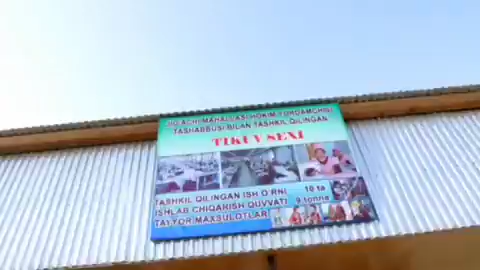 MAHALLASI HOKIM YORDAMCHISI
TASHABBUSI BILAN TASHKIL QILINGAN
TIKUV SEXI
TASHKIL QILINGAN ISH O'RNI 10 ta
ISHLAB CHIQARISH QUVVATI 9 tonna
TAYYOR MAXSULOTLAR